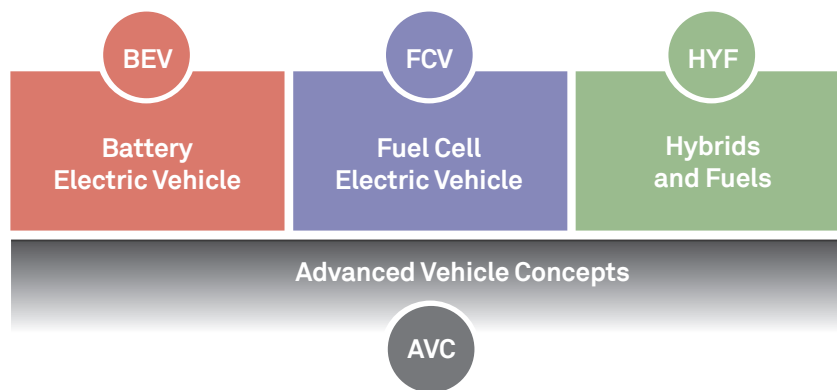 BEV
FCV
HYF
Battery
Electric Vehicle
Fuel Cell
Electric Vehicle
Hybrids
and Fuels
Advanced Vehicle Concepts
AVC